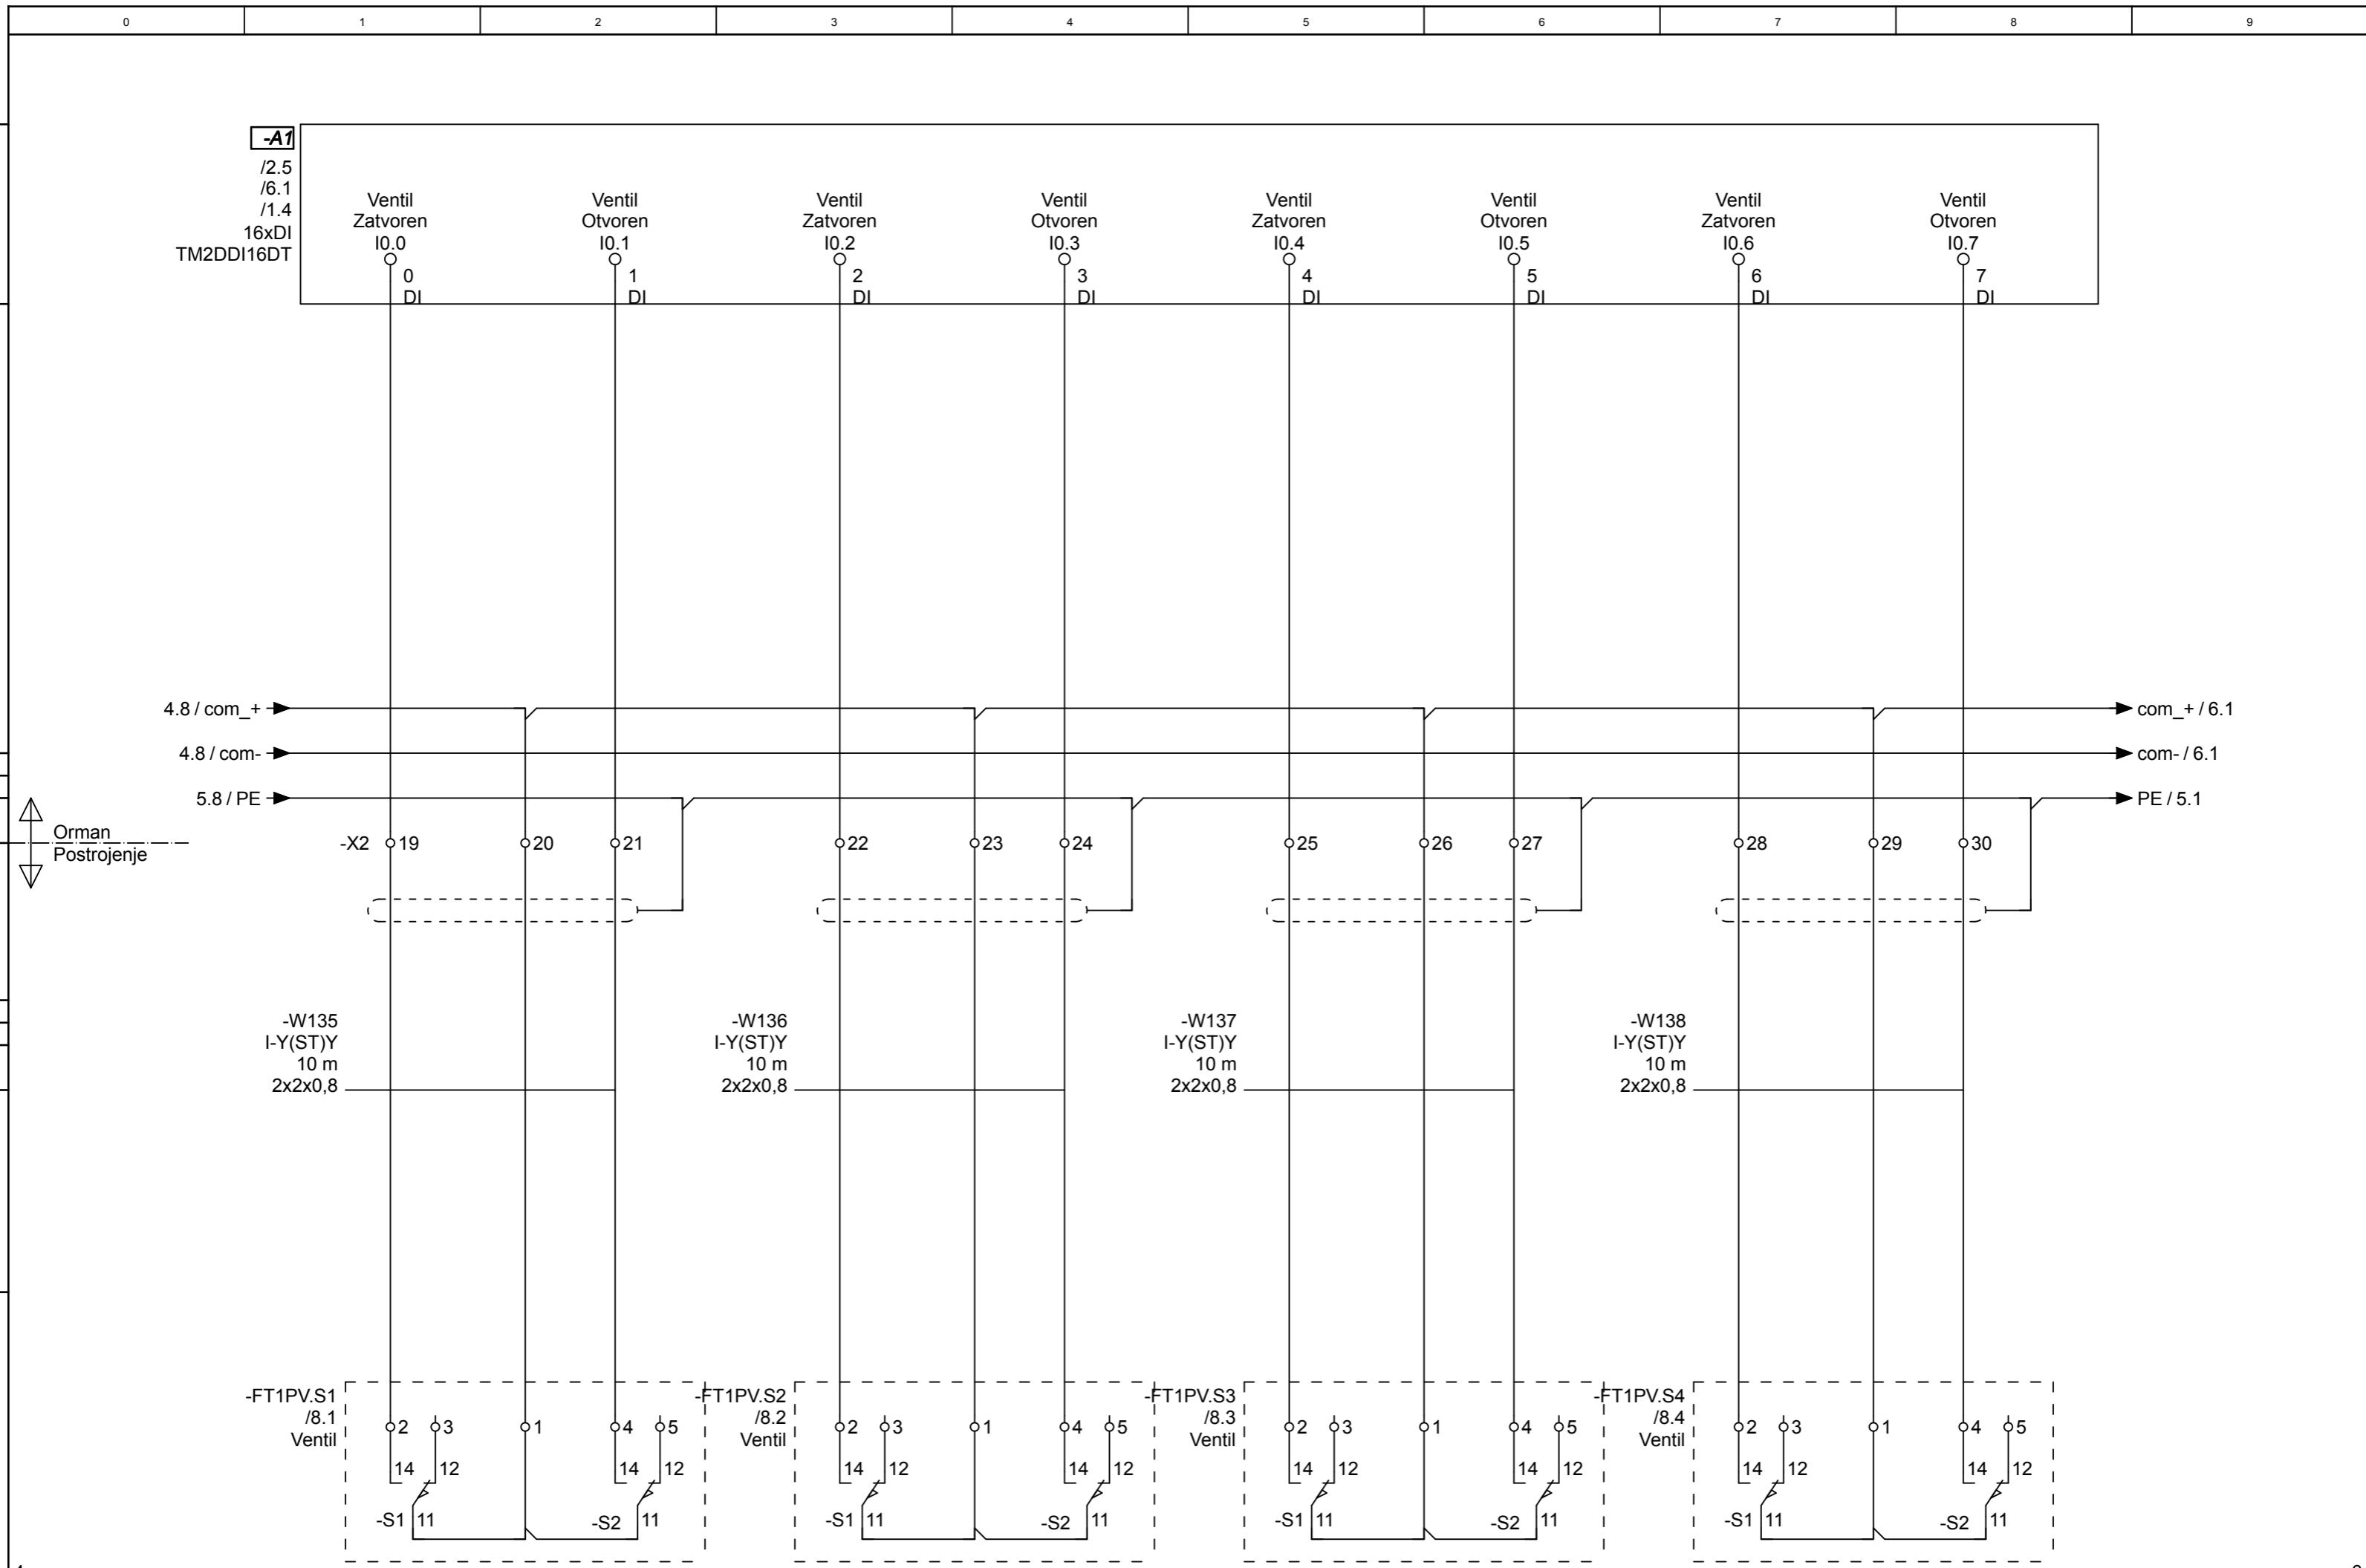 0 1 2 3 4 5 6 7 8 9
-A1
/2.5
/6.1
/1.4
16xDI
TM2DDI16DT
Ventil Ventil Ventil Ventil Ventil Ventil Ventil Ventil
Zatvoren Otvoren Zatvoren Otvoren Zatvoren Otvoren Zatvoren Otvoren
I0.0 I0.1 I0.2 I0.3 I0.4 I0.5 I0.6 I0.7
0 1 2 3 4 5 6 7
DI DI DI DI DI DI DI DI
4.8 / com_+ com_+ / 6.1
4.8 / com- com- / 6.1
5.8 / PE PE / 5.1
Orman
Postrojenje
-X2 19 20 21 22 23 24 25 26 27 28 29 30
-W135 -W136 -W137 -W138
I-Y(ST)Y I-Y(ST)Y I-Y(ST)Y I-Y(ST)Y
10 m 10 m 10 m 10 m
2x2x0,8 2x2x0,8 2x2x0,8 2x2x0,8
-FT1PV.S1 -FT1PV.S2 -FT1PV.S3 -FT1PV.S4
/8.1 /8.2 /8.3 /8.4
Ventil 2 3 1 4 5 Ventil 2 3 1 4 5 Ventil 2 3 1 4 5 Ventil 2 3 1 4 5
14 12 14 12 14 12 14 12 14 12 14 12 14 12 14 12
-S1 11 -S2 11 -S1 11 -S2 11 -S1 11 -S2 11 -S1 11 -S2 11